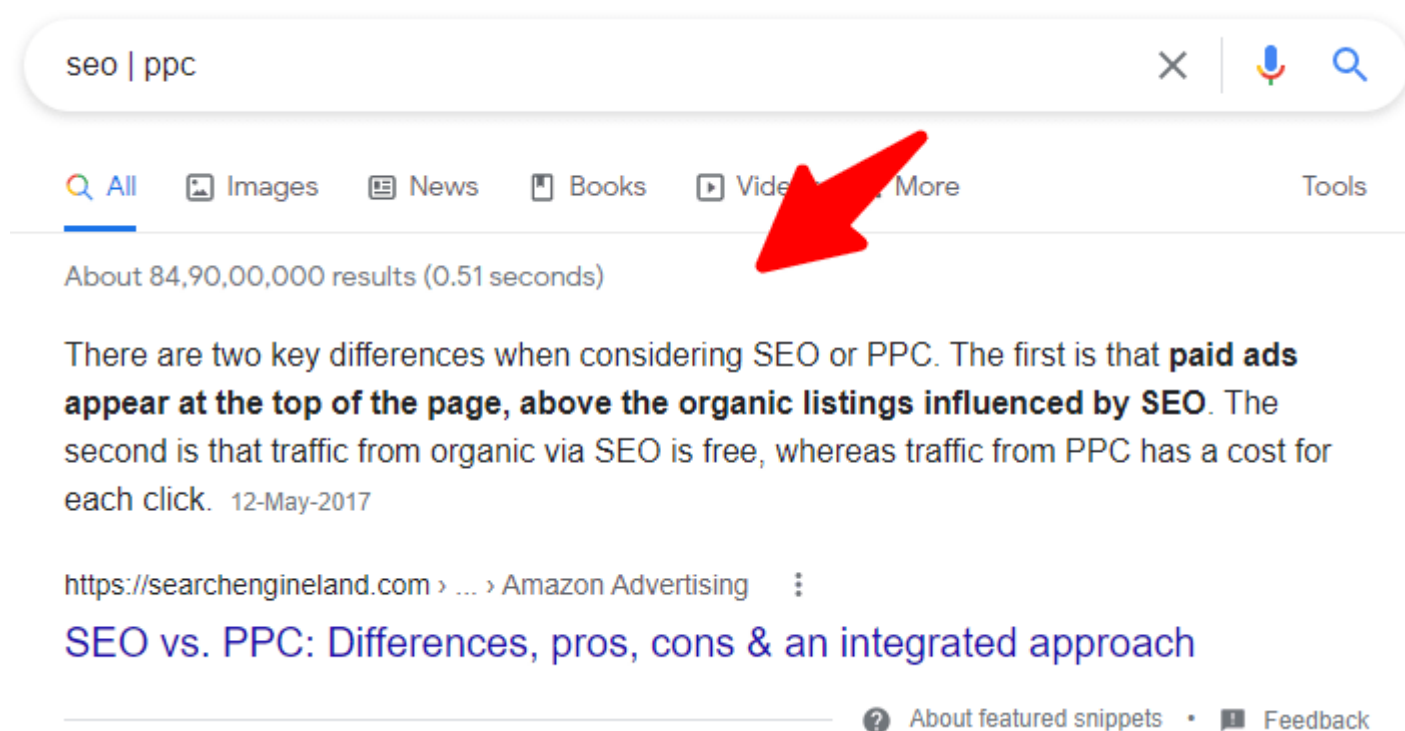 seo | ppc
All Images News Books More Tools
About 84,90,00,000 results (0.51 seconds)
There are two key differences when considering SEO or PPC. The first is that paid ads
appear at the top of the page, above the organic listings influenced by SEO. The
second is that traffic from organic via SEO is free, whereas traffic from PPC has a cost for
each click. 12-May-2017
https://searchengineland.com › ... › Amazon Advertising
SEO vs. PPC: Differences, pros, cons & an integrated approach
About featured snippets • Feedback